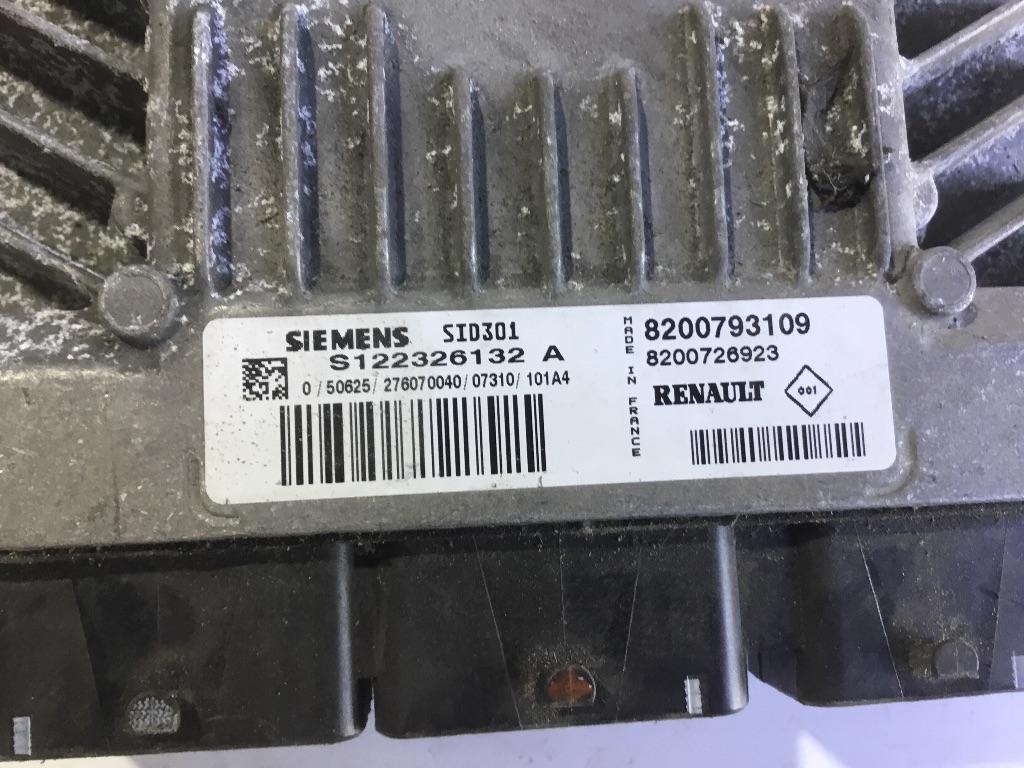 SIEMENS SID301
S122326132 A
0 / 50625 / 276070040 / 07310 / 101A4
MADE IN FRANCE
8200793109
8200726923
RENAULT 001